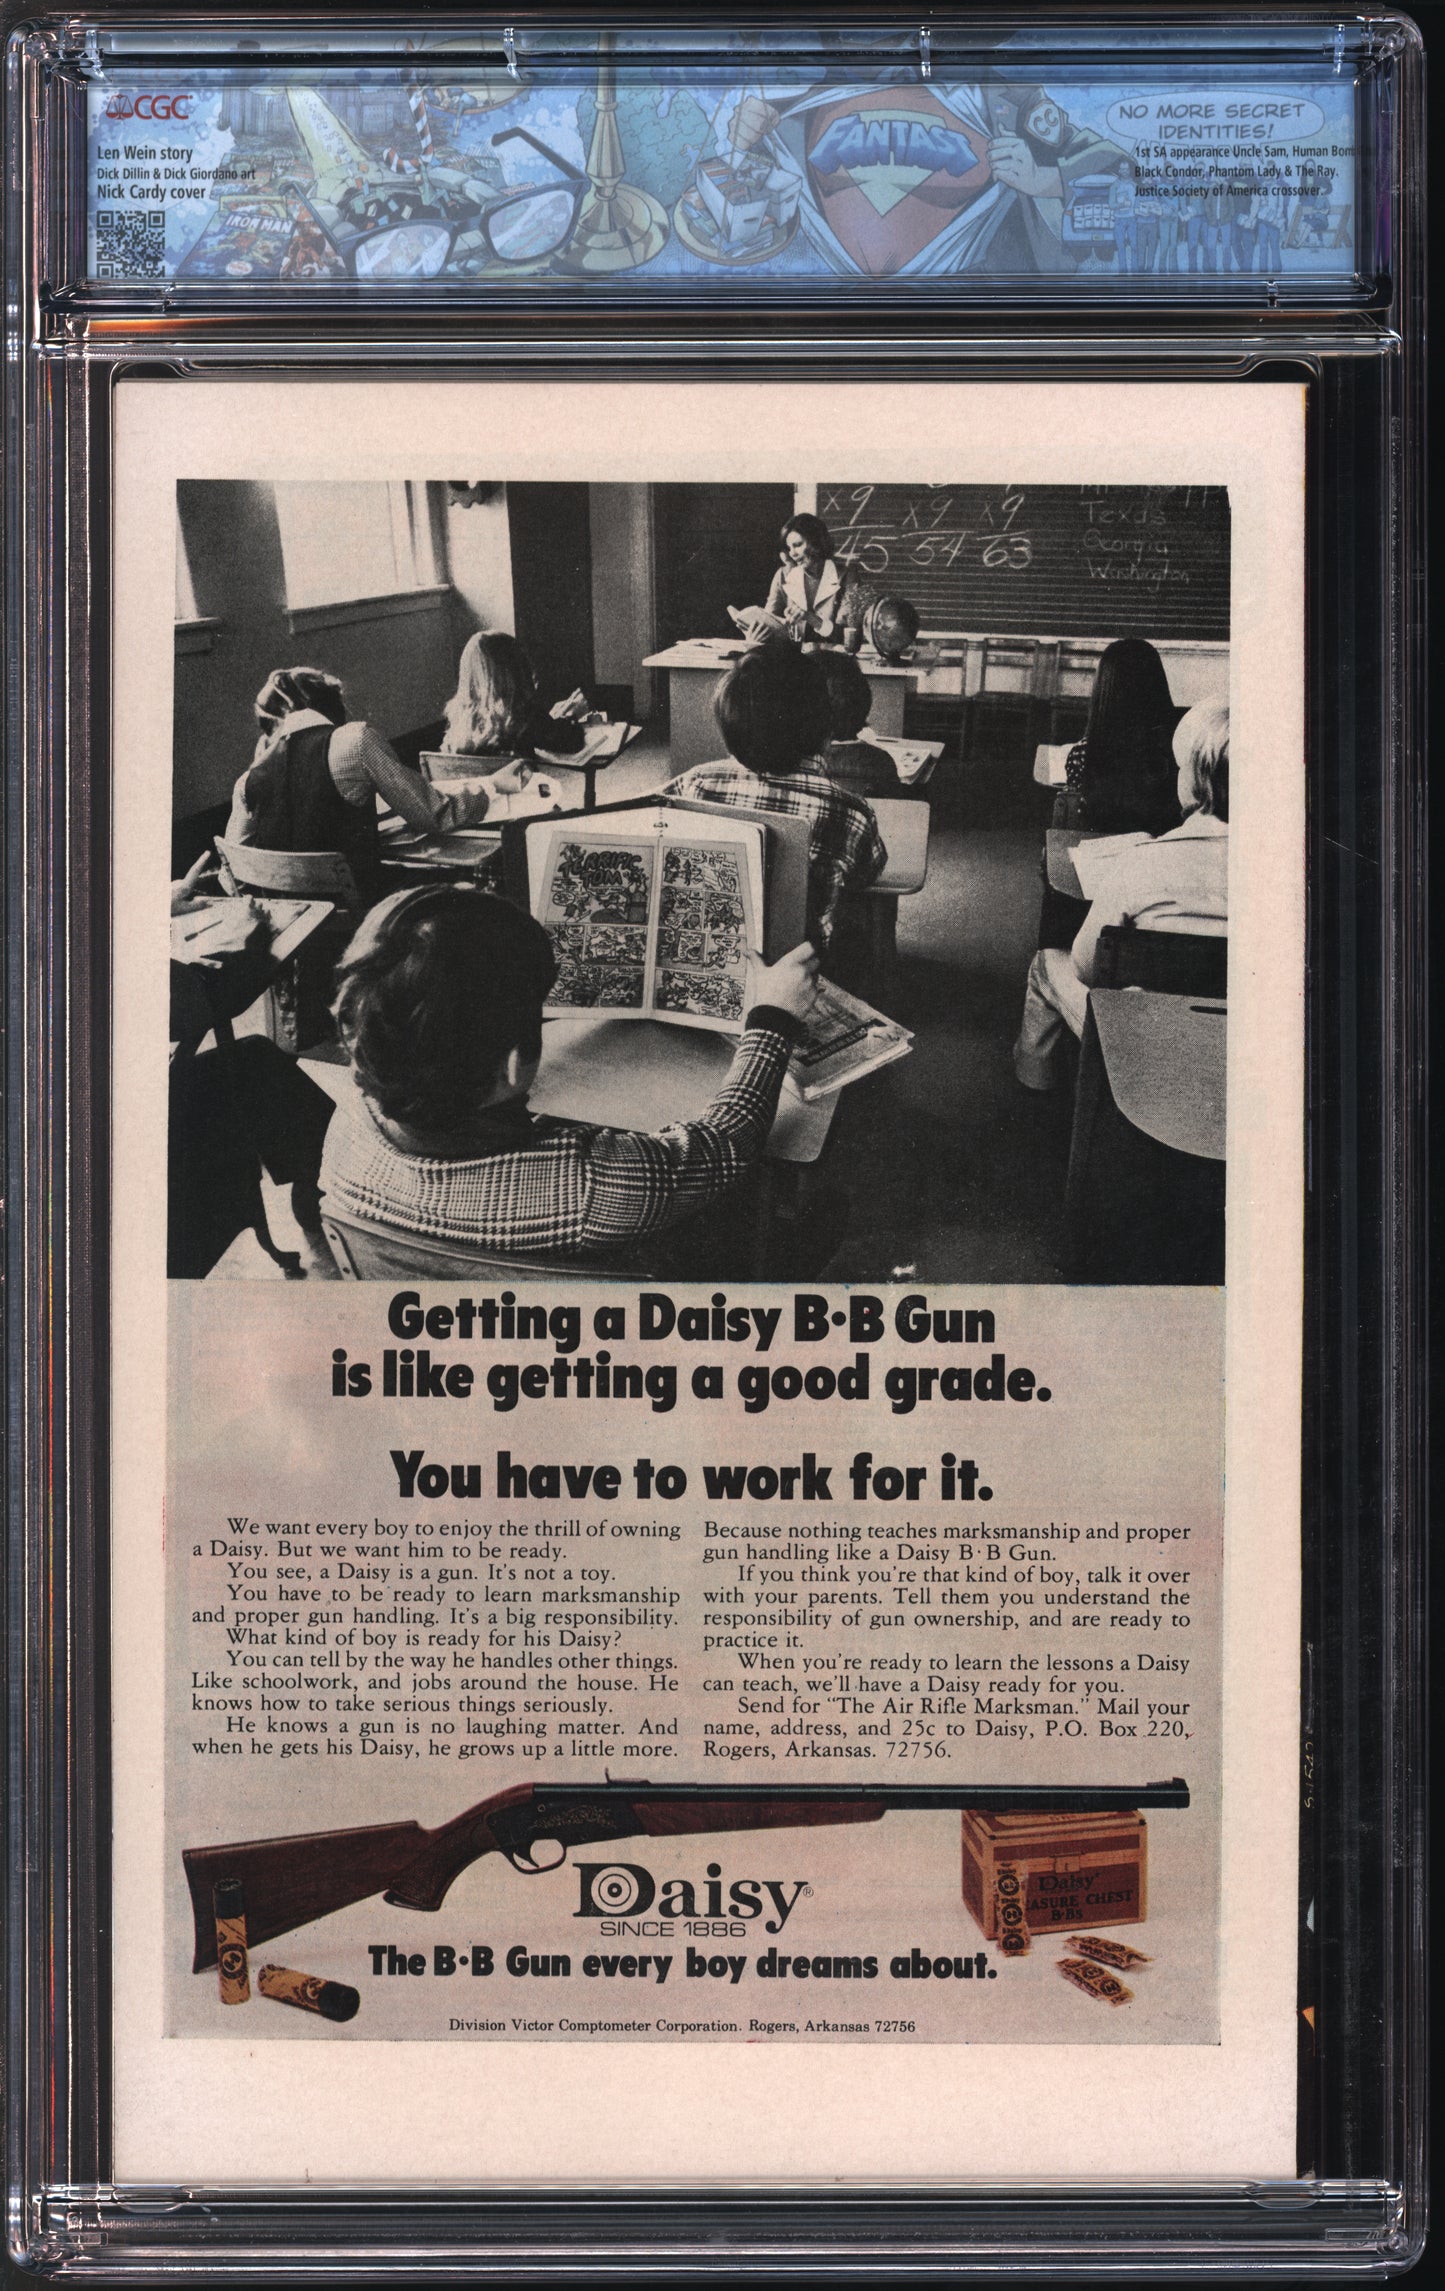 CGC
Len Wein story
Dick Dillin & Dick Giordano art
Nick Cardy cover
IRON MAN
FANTAST
NO MORE SECRET
IDENTITIES!
1st SA appearance Uncle Sam, Human Bomb
Black Condor, Phantom Lady & The Ray.
Justice Society of America crossover.
x9 x9 x9
45 54 63
Texas
Georgia
Washington
TERRIFIC
TOM
Getting a Daisy B·B Gun
is like getting a good grade.
You have to work for it.
We want every boy to enjoy the thrill of owning
a Daisy. But we want him to be ready.
You see, a Daisy is a gun. It's not a toy.
You have to be ready to learn marksmanship
and proper gun handling. It's a big responsibility.
What kind of boy is ready for his Daisy?
You can tell by the way he handles other things.
Like schoolwork, and jobs around the house. He
knows how to take serious things seriously.
He knows a gun is no laughing matter. And
when he gets his Daisy, he grows up a little more.
Because nothing teaches marksmanship and proper
gun handling like a Daisy B·B Gun.
If you think you're that kind of boy, talk it over
with your parents. Tell them you understand the
responsibility of gun ownership, and are ready to
practice it.
When you're ready to learn the lessons a Daisy
can teach, we'll have a Daisy ready for you.
Send for "The Air Rifle Marksman." Mail your
name, address, and 25c to Daisy, P.O. Box 220,
Rogers, Arkansas. 72756.
Daisy®
SINCE 1886
Daisy
ASURE CHEST
B·Bs
The B·B Gun every boy dreams about.
Division Victor Comptometer Corporation. Rogers, Arkansas 72756